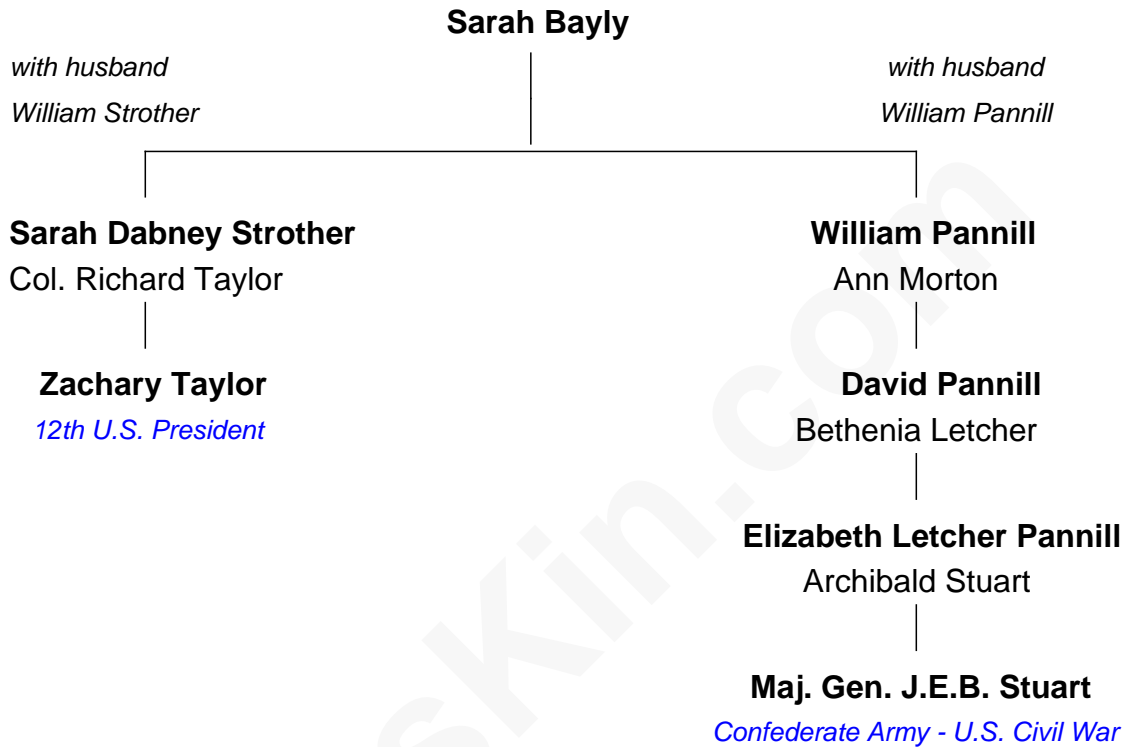 Sarah Bayly
with husband
William Strother
with husband
William Pannill
Sarah Dabney Strother
Col. Richard Taylor
William Pannill
Ann Morton
Zachary Taylor
12th U.S. President
David Pannill
Bethenia Letcher
Elizabeth Letcher Pannill
Archibald Stuart
Maj. Gen. J.E.B. Stuart
Confederate Army - U.S. Civil War
sKin.com